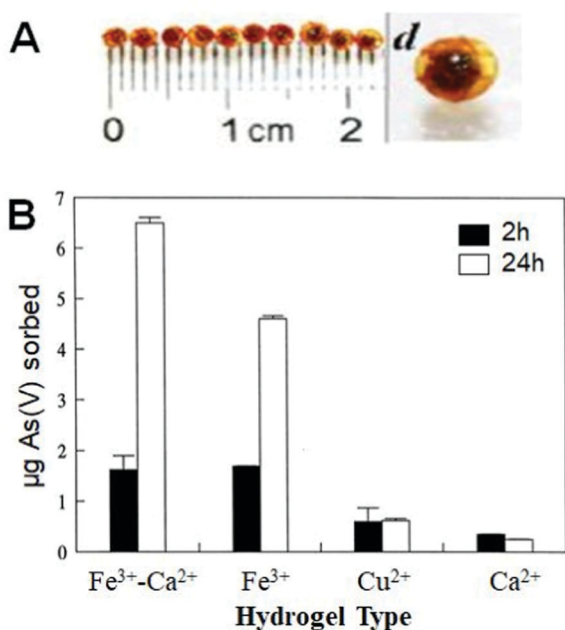 A
d
0 1 cm 2
B
7
6
5
4
3
2
1
0
µg As(V) sorbed
2h
24h
Fe³⁺-Ca²⁺ Fe³⁺ Cu²⁺ Ca²⁺
Hydrogel Type